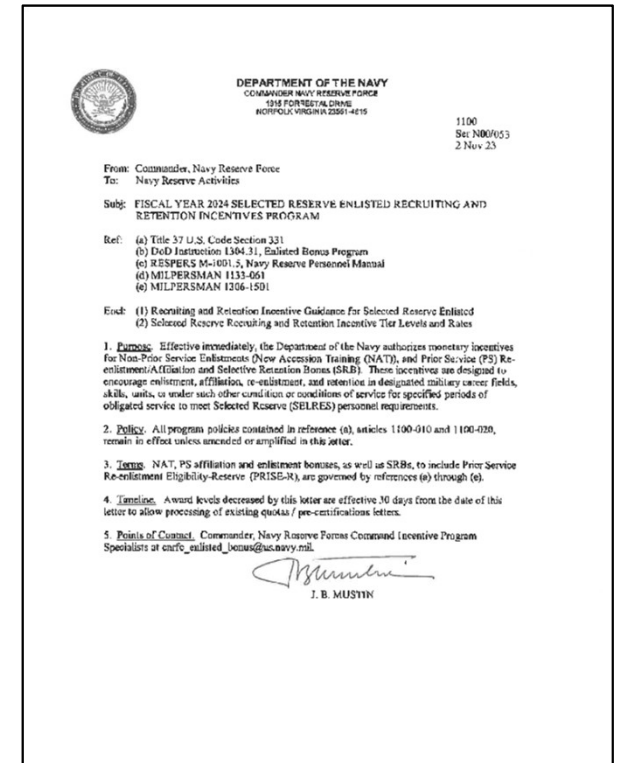 DEPARTMENT OF THE NAVY
COMMANDER NAVY RESERVE FORCE
1915 FORRESTAL DRIVE
NORFOLK VIRGINIA 23551-4615
1100
Ser N00/053
2 Nov 23
From: Commander, Navy Reserve Force
To: Navy Reserve Activities
Subj: FISCAL YEAR 2024 SELECTED RESERVE ENLISTED RECRUITING AND
RETENTION INCENTIVES PROGRAM
Ref: (a) Title 37 U.S. Code Section 331
(b) DoD Instruction 1304.31, Enlisted Bonus Program
(c) RESPERS M-1001.5, Navy Reserve Personnel Manual
(d) MILPERSMAN 1133-061
(e) MILPERSMAN 1306-1501
Encl: (1) Recruiting and Retention Incentive Guidance for Selected Reserve Enlisted
(2) Selected Reserve Recruiting and Retention Incentive Tier Levels and Rates
1. Purpose. Effective immediately, the Department of the Navy authorizes monetary incentives
for Non-Prior Service Enlistments (New Accession Training (NAT)), and Prior Service (PS) Re-
enlistment/Affiliation and Selective Retention Bonus (SRB). These incentives are designed to
encourage enlistment, affiliation, re-enlistment, and retention in designated military career fields,
skills, units, or under such other condition or conditions of service for specified periods of
obligated service to meet Selected Reserve (SELRES) personnel requirements.
2. Policy. All program policies contained in reference (a), articles 1100-010 and 1100-020,
remain in effect unless amended or amplified in this letter.
3. Terms. NAT, PS affiliation and enlistment bonuses, as well as SRBs, to include Prior Service
Re-enlistment Eligibility-Reserve (PRISE-R), are governed by references (a) through (e).
4. Timeline. Award levels decreased by this letter are effective 30 days from the date of this
letter to allow processing of existing quotas / pre-certifications letters.
5. Points of Contact. Commander, Navy Reserve Forces Command Incentive Program
Specialists at cnrfc_enlisted_bonus@us.navy.mil.
J. B. MUSTIN